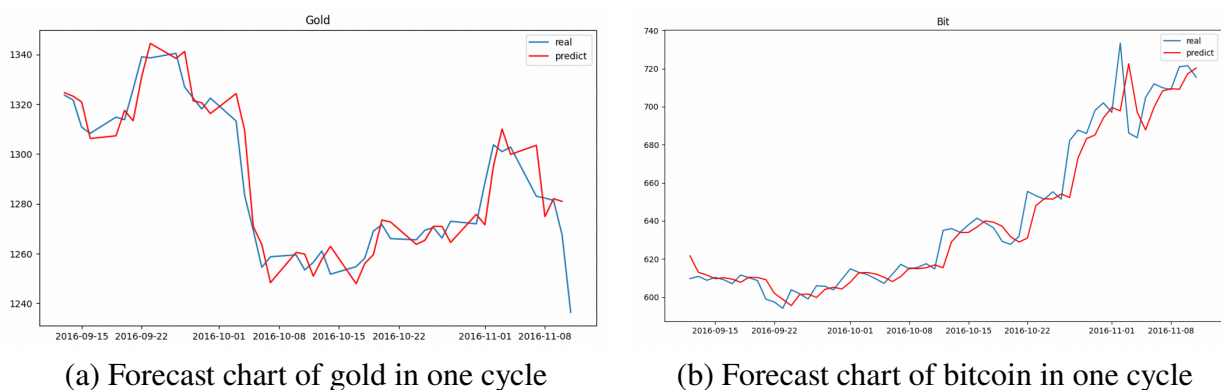 Gold
real
predict
1340
1320
1300
1280
1260
1240
2016-09-15 2016-09-22 2016-10-01 2016-10-08 2016-10-15 2016-10-22 2016-11-01 2016-11-08
(a) Forecast chart of gold in one cycle
Bit
real
predict
740
720
700
680
660
640
620
600
2016-09-15 2016-09-22 2016-10-01 2016-10-08 2016-10-15 2016-10-22 2016-11-01 2016-11-08
(b) Forecast chart of bitcoin in one cycle